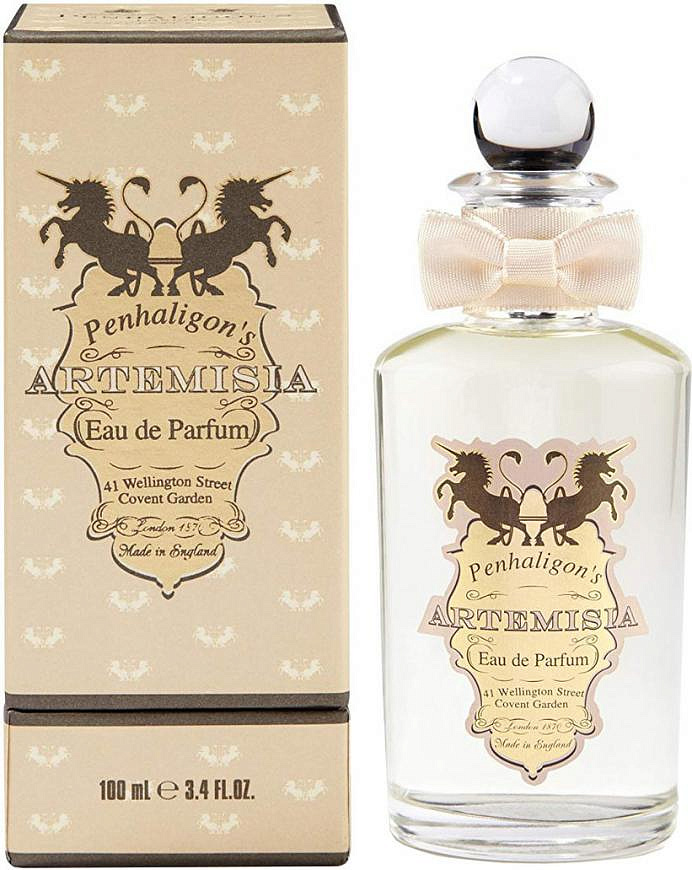 PENHALIGON'S
Penhaligon's
ARTEMISIA
Eau de Parfum
41 Wellington Street
Covent Garden
London 1870
Made in England
100 mL e 3.4 FL.OZ.
Penhaligon's
ARTEMISIA
Eau de Parfum
41 Wellington Street
Covent Garden
London 1870
Made in England